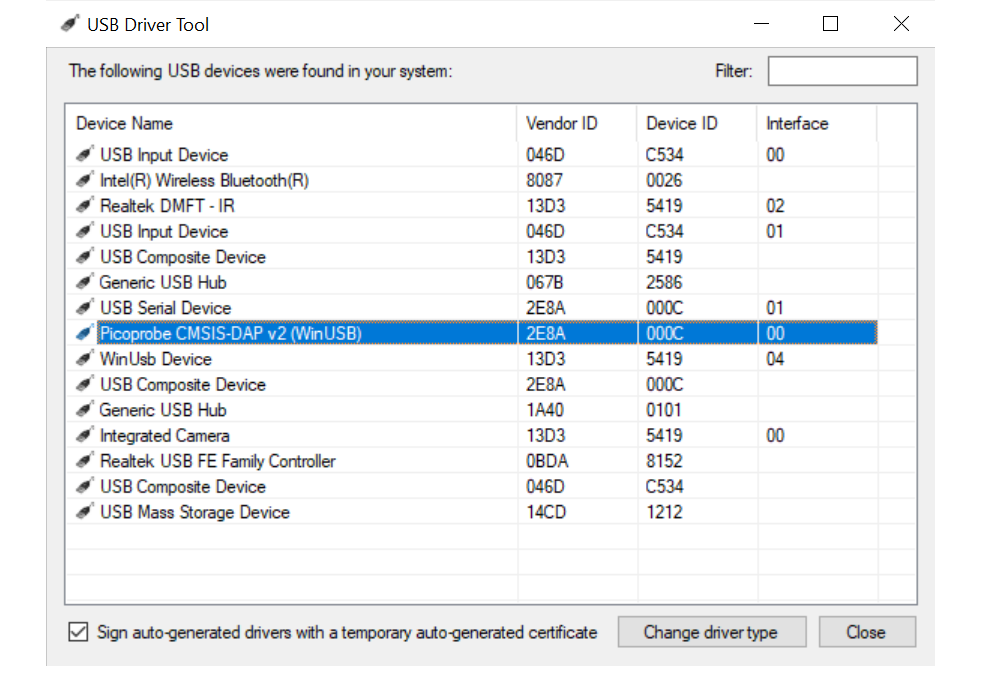 USB Driver Tool
The following USB devices were found in your system: Filter:
Device Name Vendor ID Device ID Interface
USB Input Device 046D C534 00
Intel(R) Wireless Bluetooth(R) 8087 0026
Realtek DMFT - IR 13D3 5419 02
USB Input Device 046D C534 01
USB Composite Device 13D3 5419
Generic USB Hub 067B 2586
USB Serial Device 2E8A 000C 01
Picoprobe CMSIS-DAP v2 (WinUSB) 2E8A 000C 00
WinUsb Device 13D3 5419 04
USB Composite Device 2E8A 000C
Generic USB Hub 1A40 0101
Integrated Camera 13D3 5419 00
Realtek USB FE Family Controller 0BDA 8152
USB Composite Device 046D C534
USB Mass Storage Device 14CD 1212
Sign auto-generated drivers with a temporary auto-generated certificate Change driver type Close